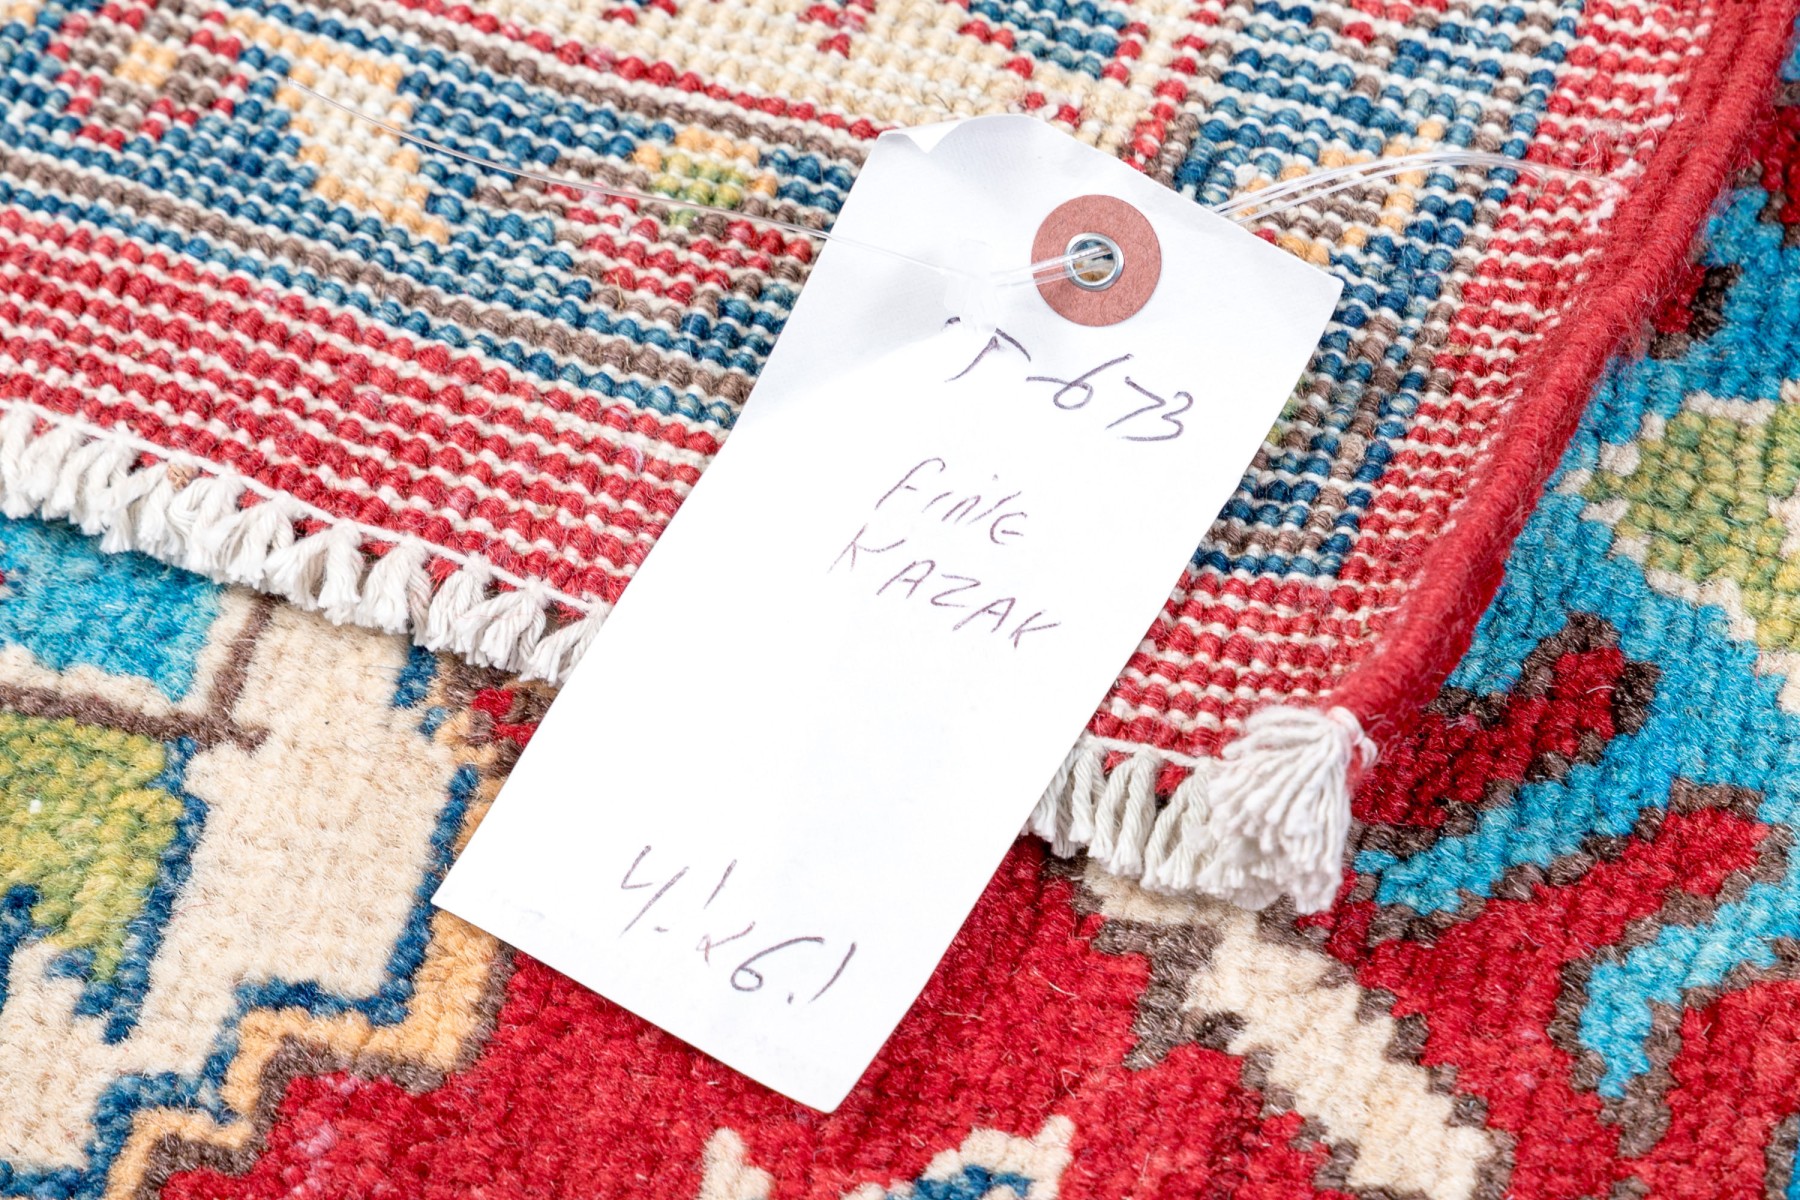 T-673
FINE
KAZAK
4.1x6.1